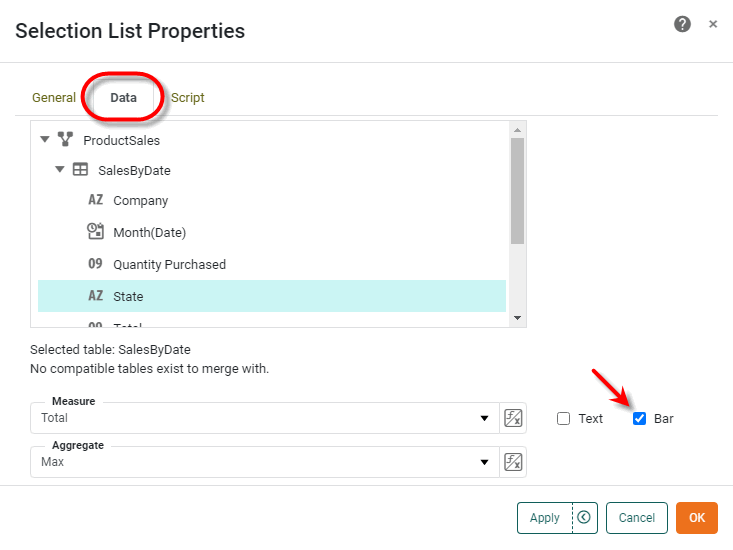 Selection List Properties
General Data Script
ProductSales
SalesByDate
AZ Company
Month(Date)
09 Quantity Purchased
AZ State
09 Total
Selected table: SalesByDate
No compatible tables exist to merge with.
Measure
Total Text Bar
Aggregate
Max
Apply Cancel OK